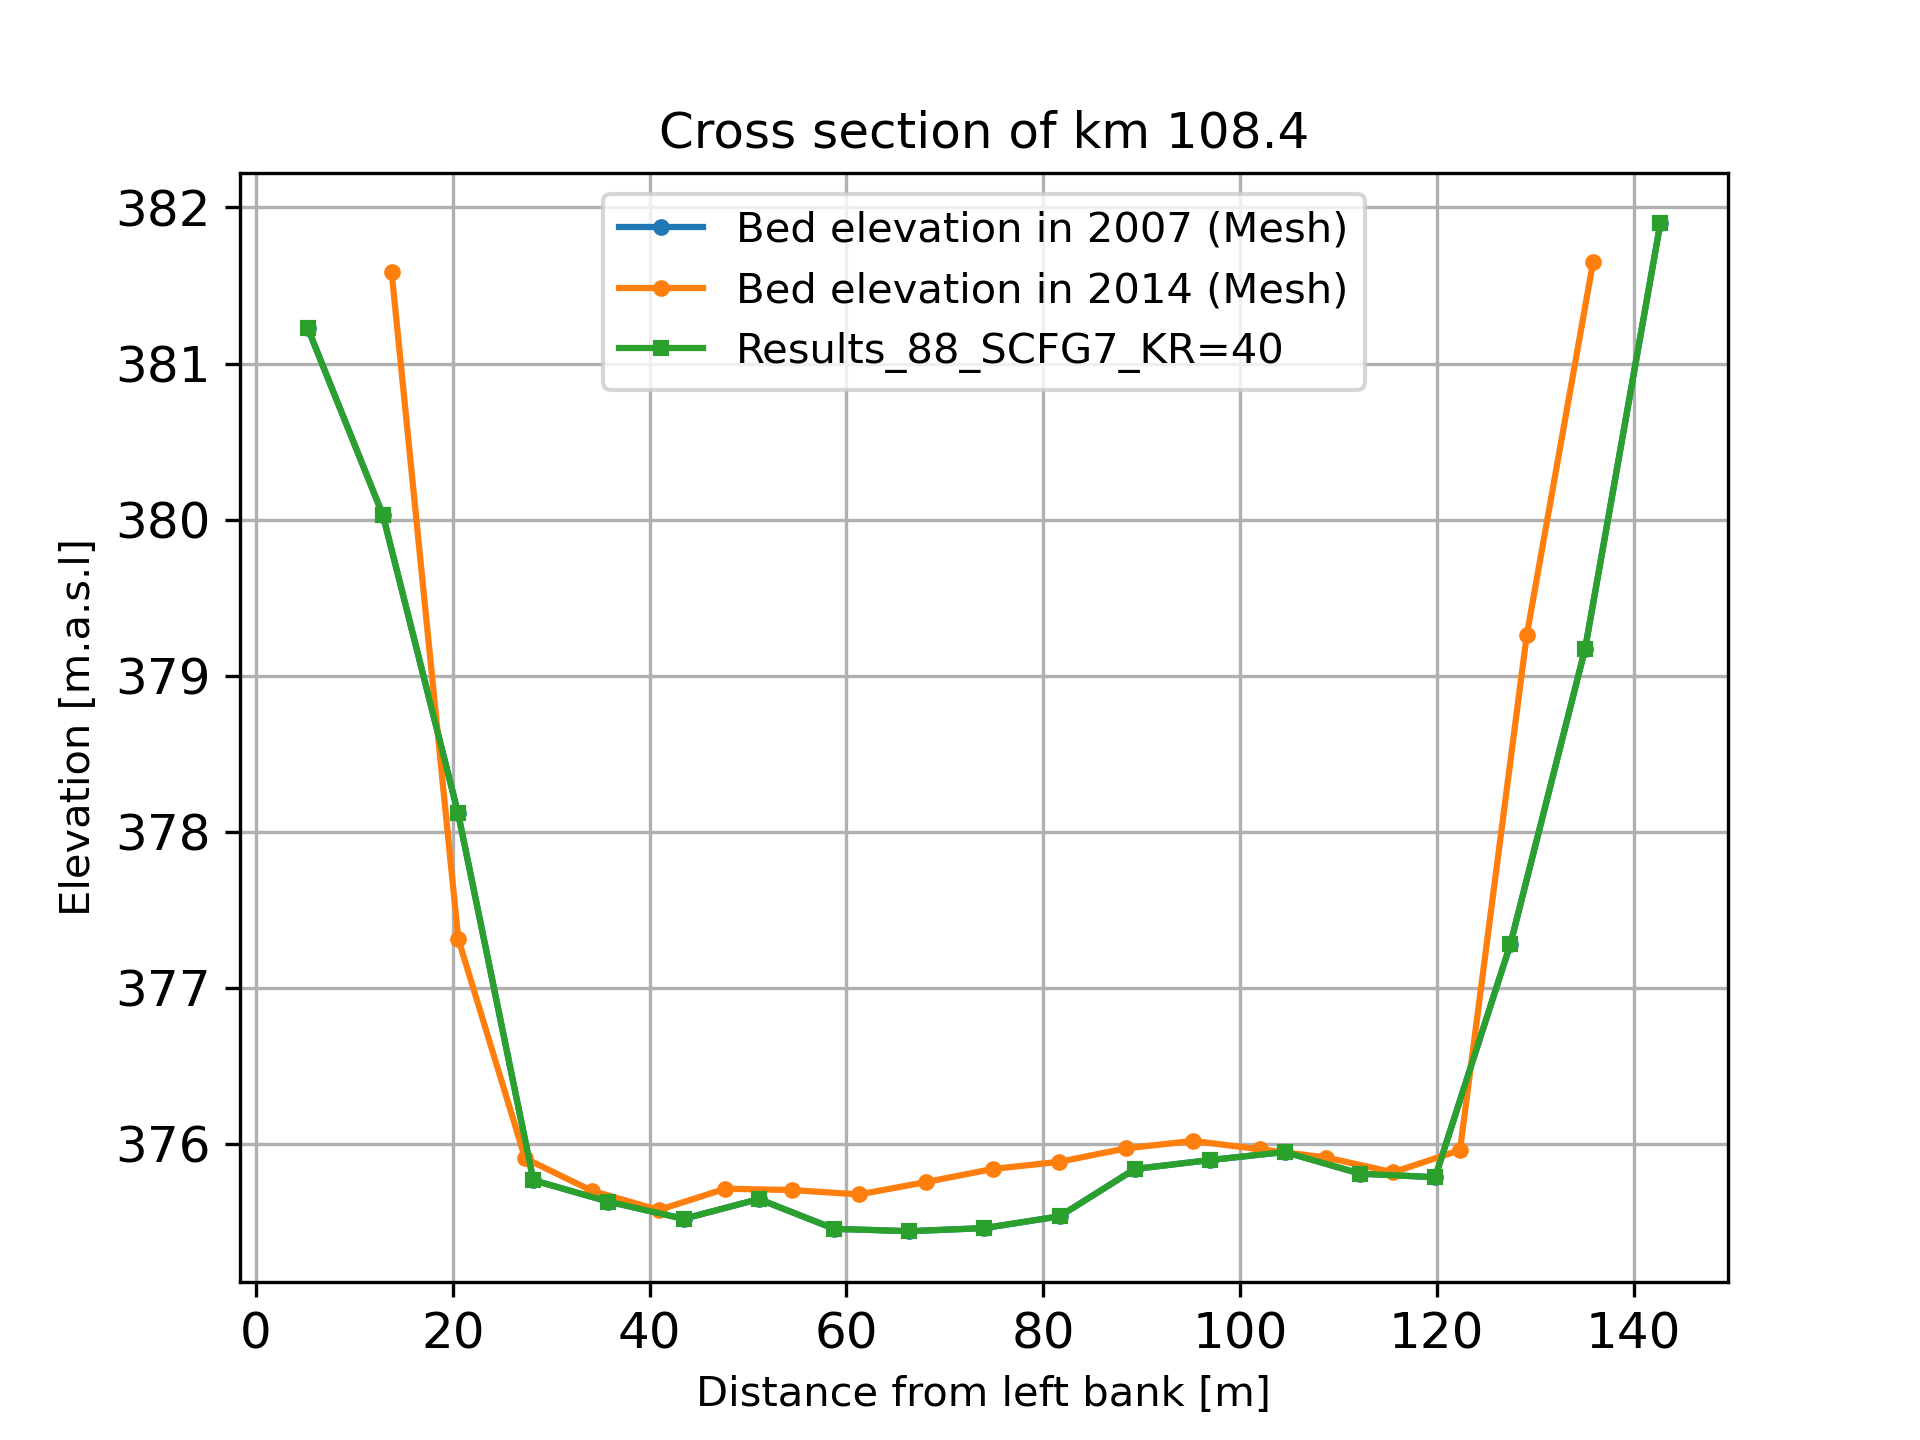 Cross section of km 108.4
Bed elevation in 2007 (Mesh)
Bed elevation in 2014 (Mesh)
Results_88_SCFG7_KR=40
Elevation [m.a.s.l]
382
381
380
379
378
377
376
0 20 40 60 80 100 120 140
Distance from left bank [m]